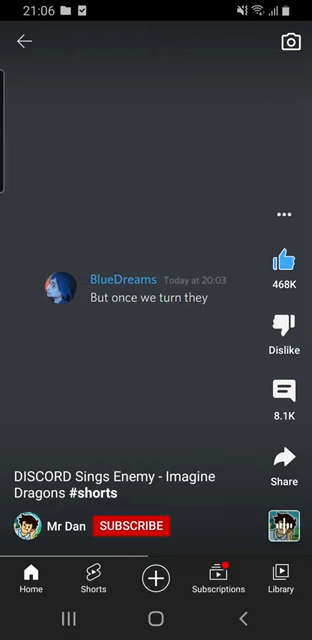 21:06
BlueDreams Today at 20:03
But once we turn they
468K
Dislike
8.1K
Share
DISCORD Sings Enemy - Imagine
Dragons #shorts
Mr Dan SUBSCRIBE
Home Shorts Subscriptions Library